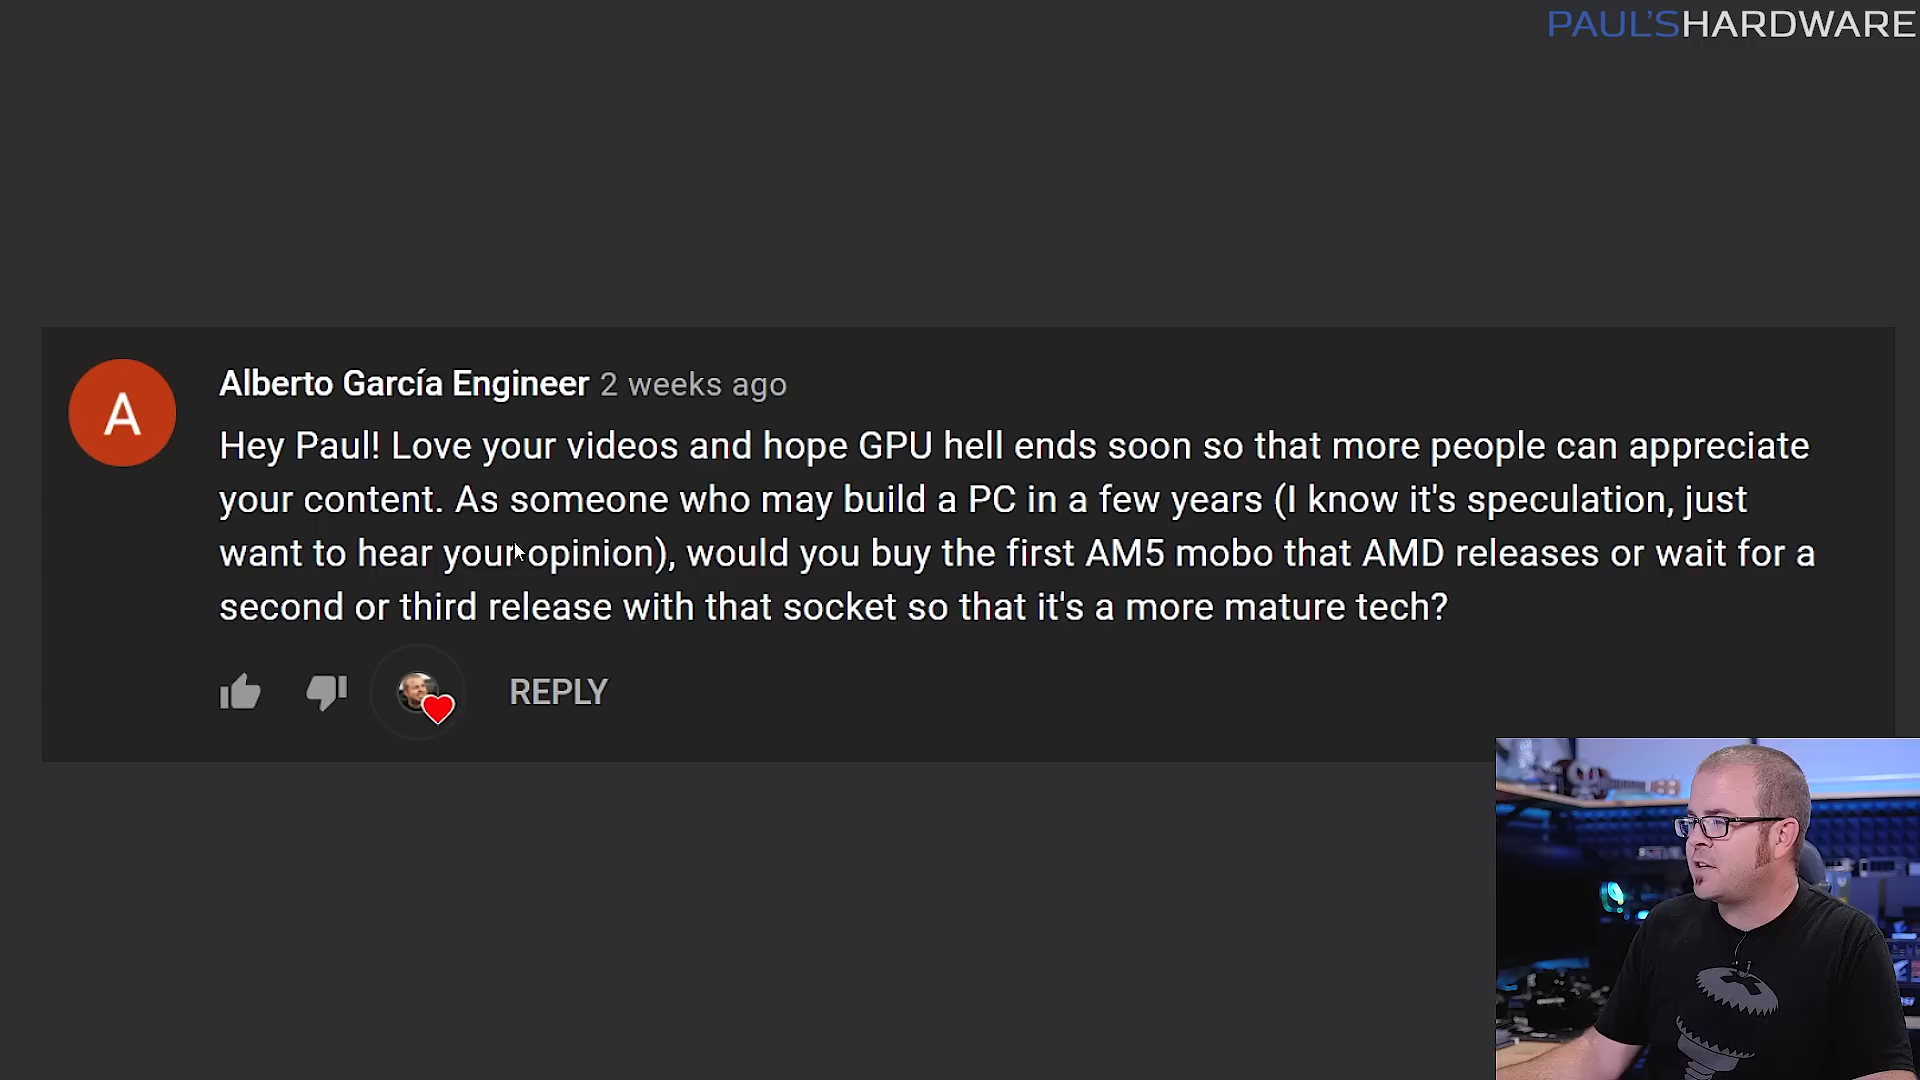 PAUL'SHARDWARE
A
Alberto García Engineer 2 weeks ago
Hey Paul! Love your videos and hope GPU hell ends soon so that more people can appreciate
your content. As someone who may build a PC in a few years (I know it's speculation, just
want to hear your opinion), would you buy the first AM5 mobo that AMD releases or wait for a
second or third release with that socket so that it's a more mature tech?
REPLY